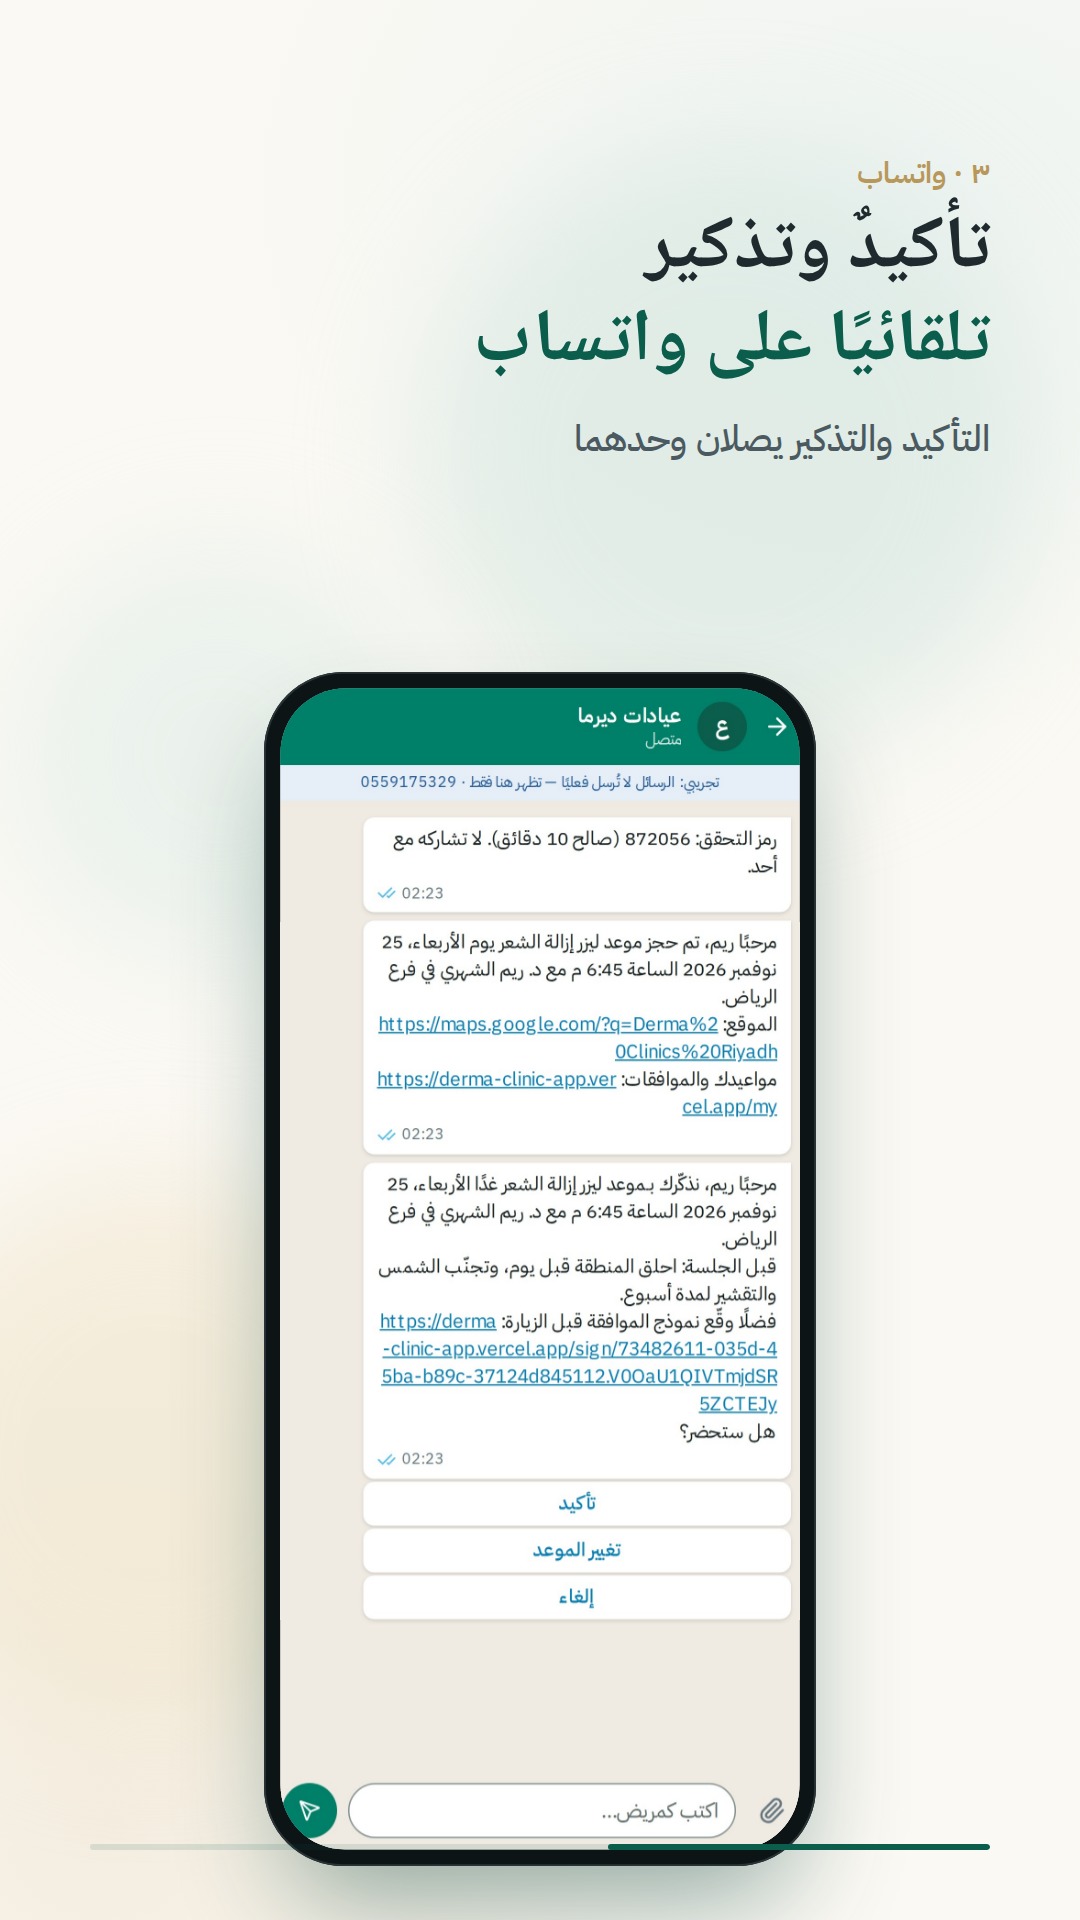 ٣ · واتساب
تأكيدٌ وتذكير
تلقائيًا على واتساب
التأكيد والتذكير يصلان وحدهما
ع
عيادات ديرما
متصل
تجريبي: الرسائل لا تُرسل فعليًا — تظهر هنا فقط · 0559175329
رمز التحقق: 872056 (صالح 10 دقائق). لا تشاركه مع
أحد.
02:23
مرحبًا ريم، تم حجز موعد ليزر إزالة الشعر يوم الأربعاء، 25
نوفمبر 2026 الساعة 6:45 م مع د. ريم الشهري في فرع
الرياض.
الموقع: https://maps.google.com/?q=Derma%2
0Clinics%20Riyadh
مواعيدك والموافقات: https://derma-clinic-app.ver
cel.app/my
02:23
مرحبًا ريم، نذكّرك بموعد ليزر إزالة الشعر غدًا الأربعاء، 25
نوفمبر 2026 الساعة 6:45 م مع د. ريم الشهري في فرع
الرياض.
قبل الجلسة: احلق المنطقة قبل يوم، وتجنّب الشمس
والتقشير لمدة أسبوع.
فضلًا وقّع نموذج الموافقة قبل الزيارة: https://derma
-clinic-app.vercel.app/sign/73482611-035d-4
5ba-b89c-37124d845112.V0OaU1QIVTmjdSR
5ZCTEJy
هل ستحضر؟
02:23
تأكيد
تغيير الموعد
إلغاء
اكتب كمريض...